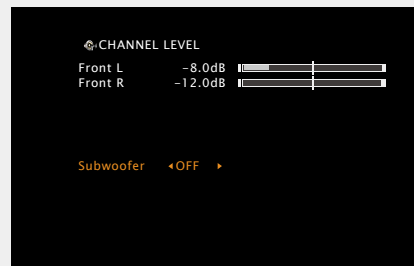 CHANNEL LEVEL
Front L -8.0dB
Front R -12.0dB
Subwoofer ◂OFF ▸